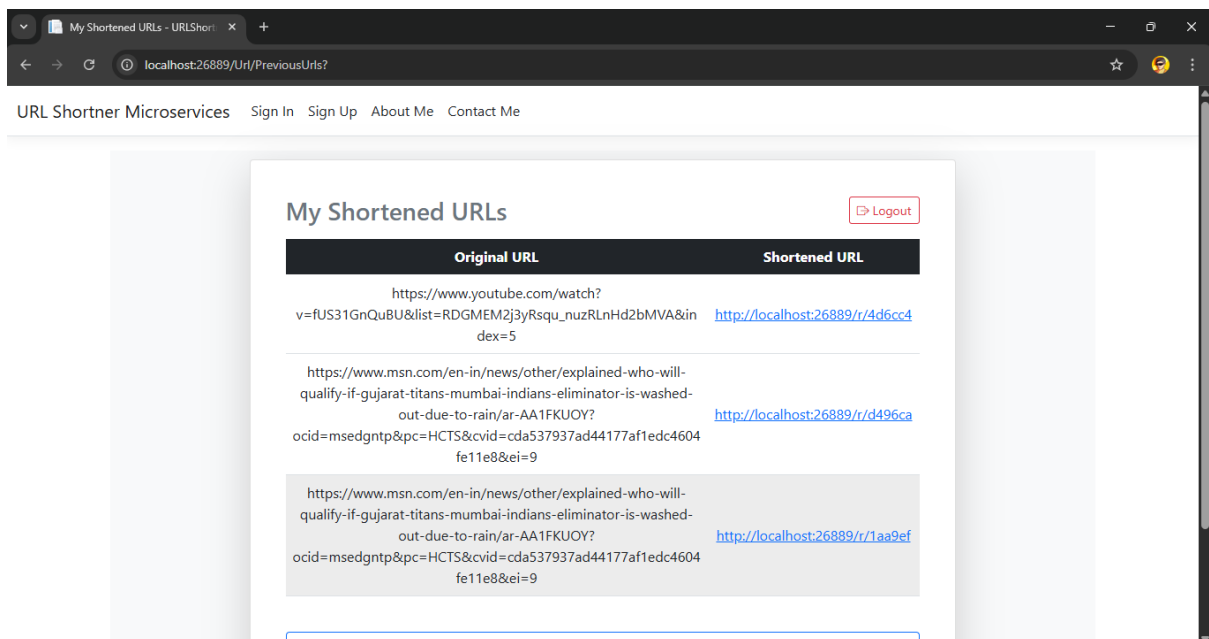 My Shortened URLs - URLShort
localhost:26889/Url/PreviousUrls?
URL Shortner Microservices Sign In Sign Up About Me Contact Me
My Shortened URLs
Logout
Original URL Shortened URL
https://www.youtube.com/watch?
v=fUS31GnQuBU&list=RDGMEM2j3yRsqu_nuzRLnHd2bMVA&in
dex=5
http://localhost:26889/r/4d6cc4
https://www.msn.com/en-in/news/other/explained-who-will-
qualify-if-gujarat-titans-mumbai-indians-eliminator-is-washed-
out-due-to-rain/ar-AA1FKUOY?
ocid=msedgntp&pc=HCTS&cvid=cda537937ad44177af1edc4604
fe11e8&ei=9
http://localhost:26889/r/d496ca
https://www.msn.com/en-in/news/other/explained-who-will-
qualify-if-gujarat-titans-mumbai-indians-eliminator-is-washed-
out-due-to-rain/ar-AA1FKUOY?
ocid=msedgntp&pc=HCTS&cvid=cda537937ad44177af1edc4604
fe11e8&ei=9
http://localhost:26889/r/1aa9ef